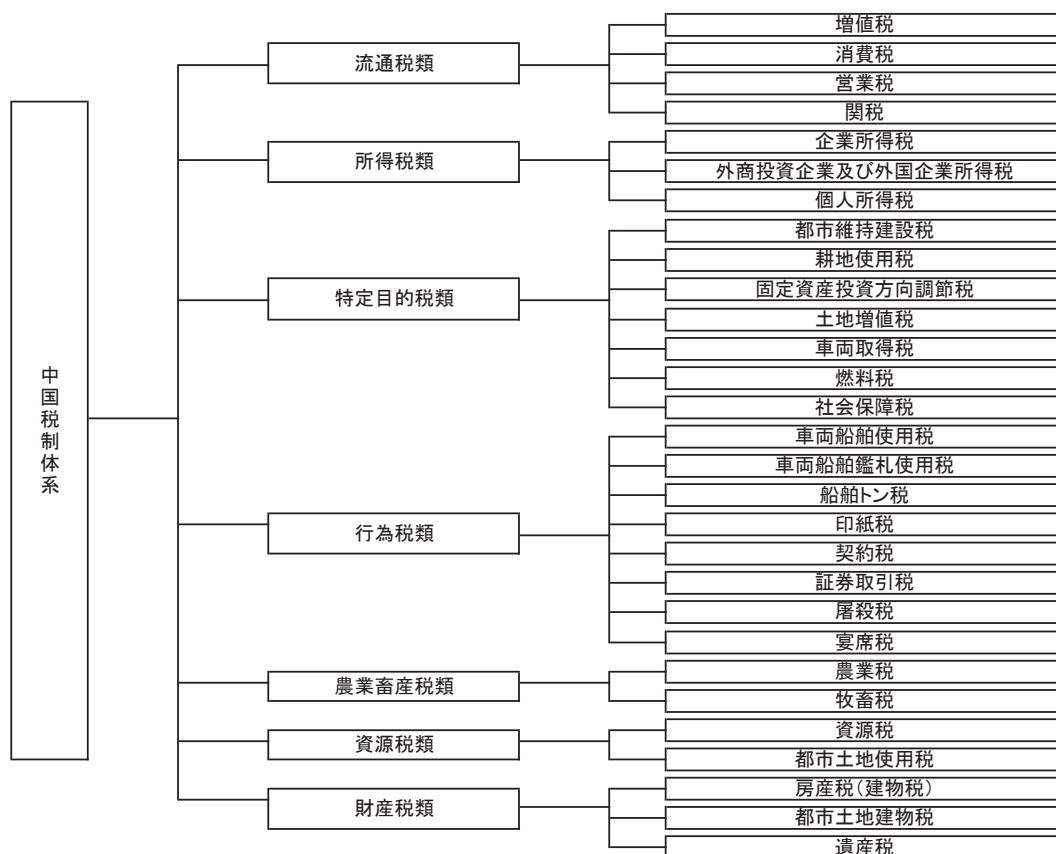 中国税制体系
流通税類
増値税
消費税
営業税
関税
所得税類
企業所得税
外商投資企業及び外国企業所得税
個人所得税
特定目的税類
都市維持建設税
耕地使用税
固定資産投資方向調節税
土地増値税
車両取得税
燃料税
社会保障税
行為税類
車両船舶使用税
車両船舶鑑札使用税
船舶トン税
印紙税
契約税
証券取引税
屠殺税
宴席税
農業畜産税類
農業税
牧畜税
資源税類
資源税
都市土地使用税
財産税類
房産税(建物税)
都市土地建物税
遺産税